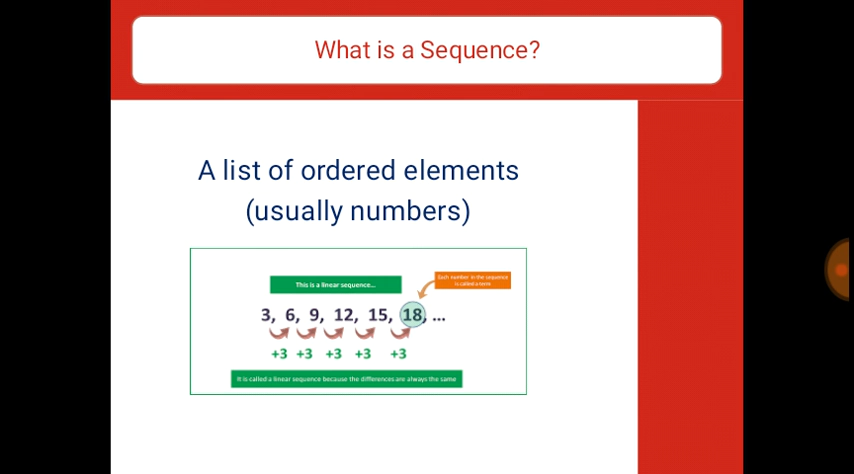 What is a Sequence?
A list of ordered elements
(usually numbers)
This is a linear sequence...
Each number in the sequence
is called a term
3, 6, 9, 12, 15, 18, ...
+3 +3 +3 +3 +3
It is called a linear sequence because the differences are always the same